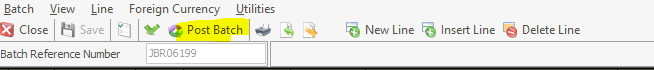 Batch View Line Foreign Currency Utilities
Close Save Post Batch New Line Insert Line Delete Line
Batch Reference Number JBR06199